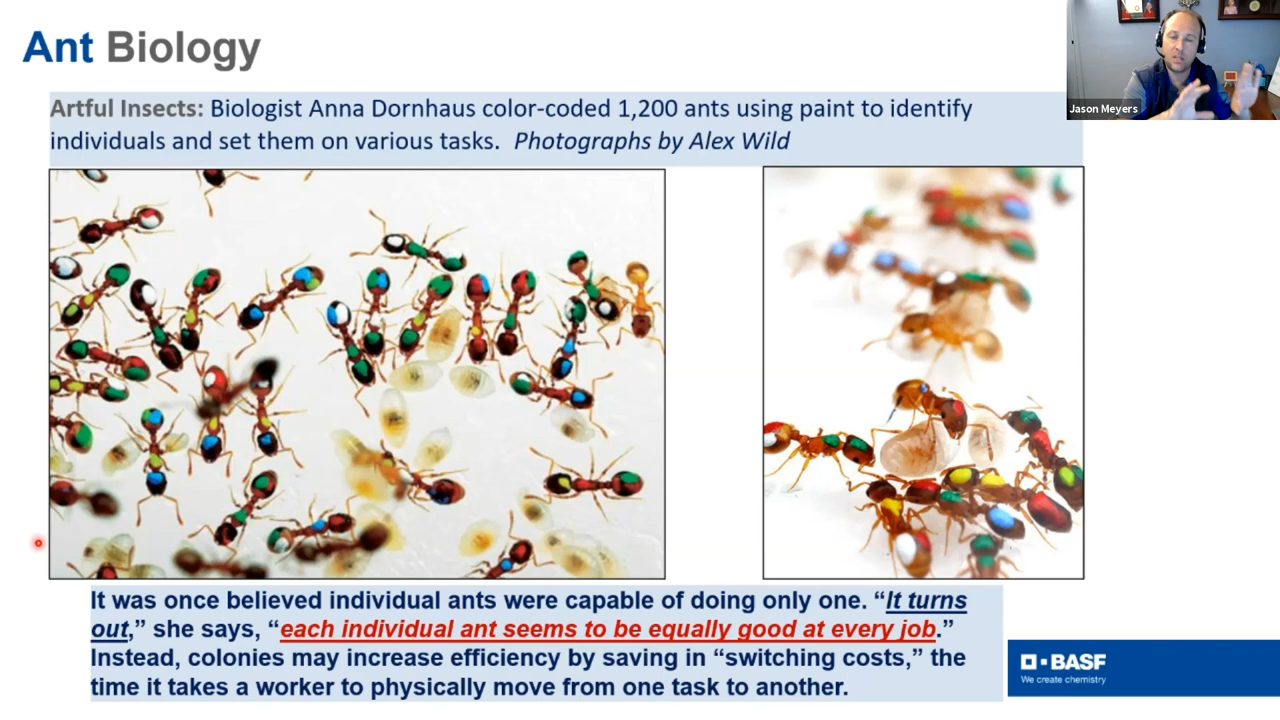 Ant Biology
Jason Meyers
Artful Insects: Biologist Anna Dornhaus color-coded 1,200 ants using paint to identify
individuals and set them on various tasks. Photographs by Alex Wild
It was once believed individual ants were capable of doing only one. “It turns
out,” she says, “each individual ant seems to be equally good at every job.”
Instead, colonies may increase efficiency by saving in “switching costs,” the
time it takes a worker to physically move from one task to another.
BASF
We create chemistry